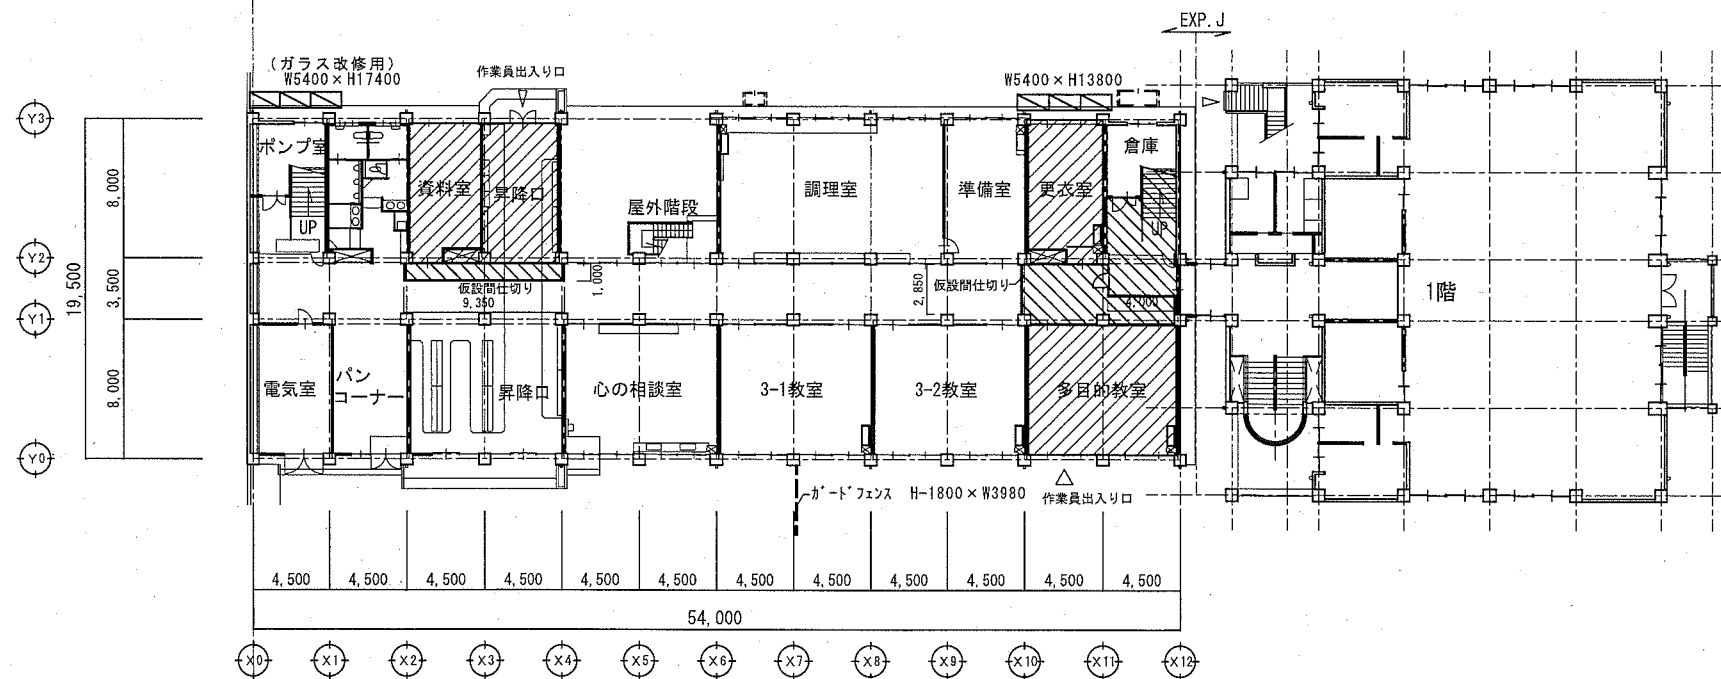 EXP. J
(ガラス改修用)
W5400×H17400
作業員出入り口
W5400×H13800
Y3
ポンプ室
倉庫
資料室
昇降口
調理室
準備室
更衣室
8,000
屋外階段
UP
UP
Y2
19,500
3,500
仮設間仕切り
9,350
1,000
2,850
仮設間仕切り
4,000
1階
Y1
8,000
電気室
パン
コーナー
昇降口
心の相談室
3-1教室
3-2教室
多目的教室
Y0
ガードフェンス H-1800×W3980
作業員出入り口
4,500 4,500 4,500 4,500 4,500 4,500 4,500 4,500 4,500 4,500 4,500 4,500
54,000
X0 X1 X2 X3 X4 X5 X6 X7 X8 X9 X10 X11 X12